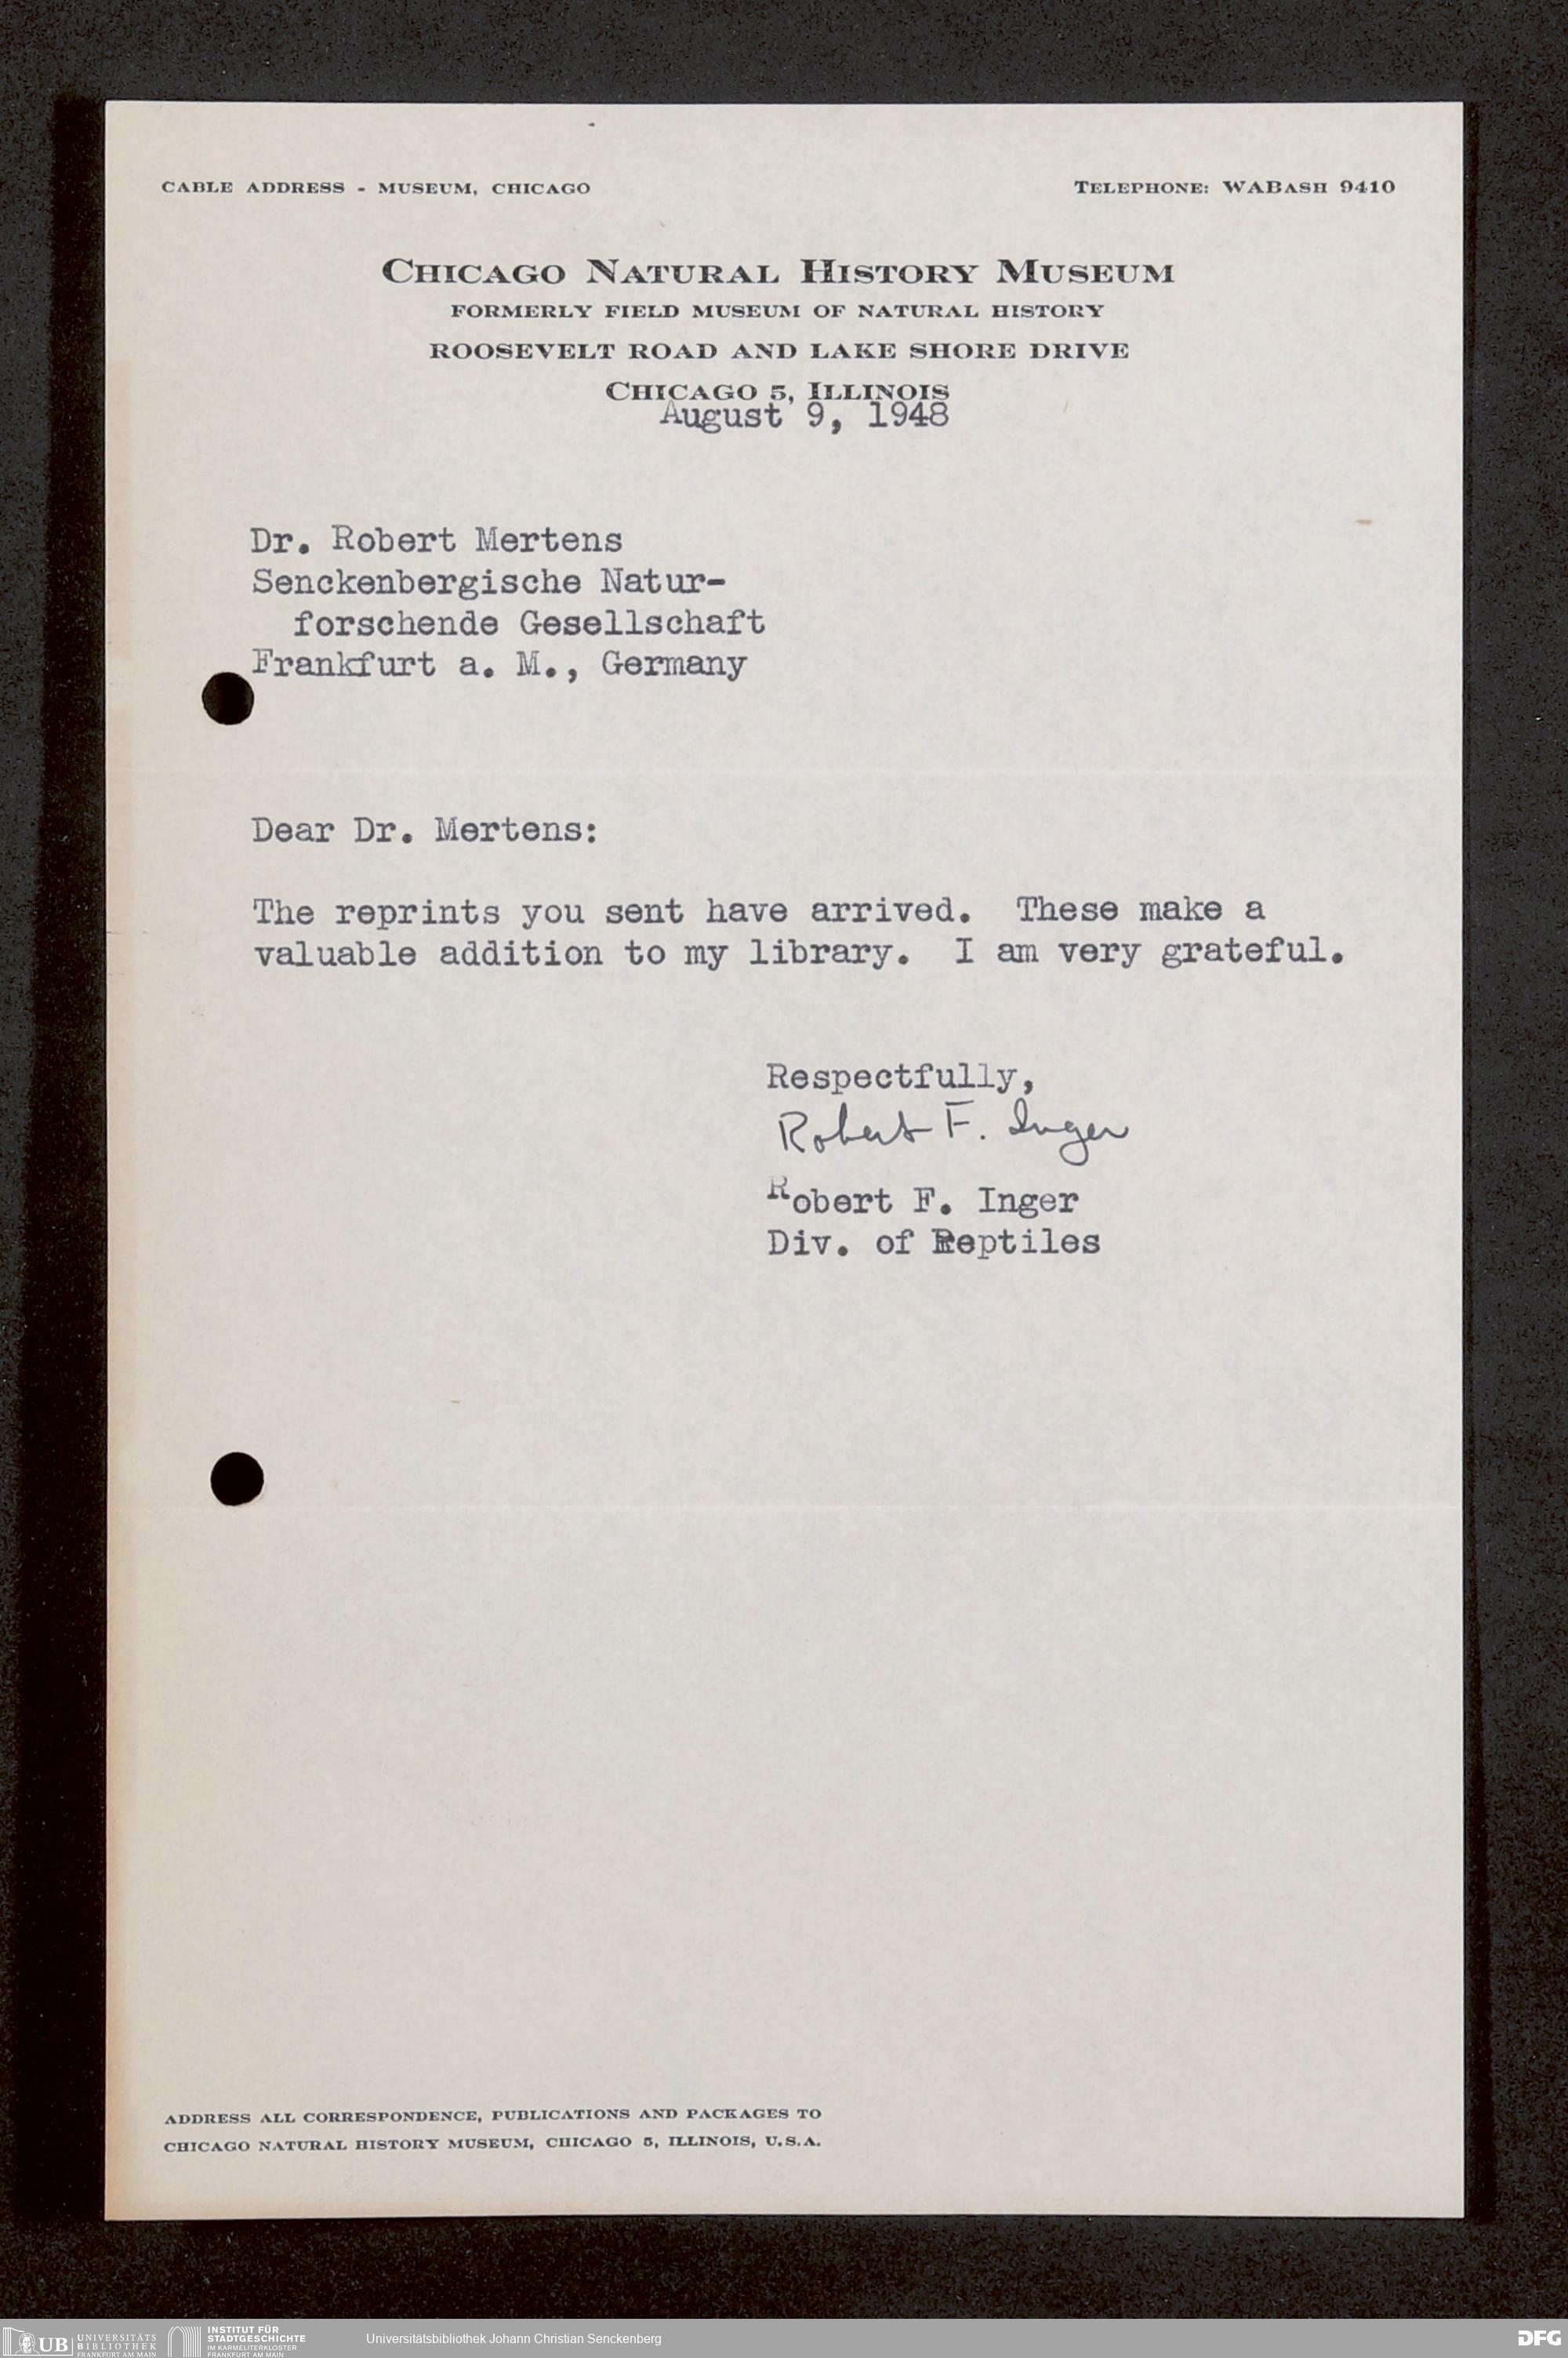 CABLE ADDRESS - MUSEUM, CHICAGO
TELEPHONE: WABASH 9410
CHICAGO NATURAL HISTORY MUSEUM
FORMERLY FIELD MUSEUM OF NATURAL HISTORY
ROOSEVELT ROAD AND LAKE SHORE DRIVE
CHICAGO 5, ILLINOIS
August 9, 1948
Dr. Robert Mertens
Senckenbergische Natur-
forschende Gesellschaft
Frankfurt a. M., Germany
Dear Dr. Mertens:
The reprints you sent have arrived. These make a
valuable addition to my library. I am very grateful.
Respectfully,
Robert F. Inger
Robert F. Inger
Div. of Reptiles
ADDRESS ALL CORRESPONDENCE, PUBLICATIONS AND PACKAGES TO
CHICAGO NATURAL HISTORY MUSEUM, CHICAGO 5, ILLINOIS, U.S.A.
UB
UNIVERSITÄTS
BIBLIOTHEK
FRANKFURT AM MAIN
INSTITUT FÜR
STADTGESCHICHTE
IM KARMELITERKLOSTER
FRANKFURT AM MAIN
Universitätsbibliothek Johann Christian Senckenberg
DFG